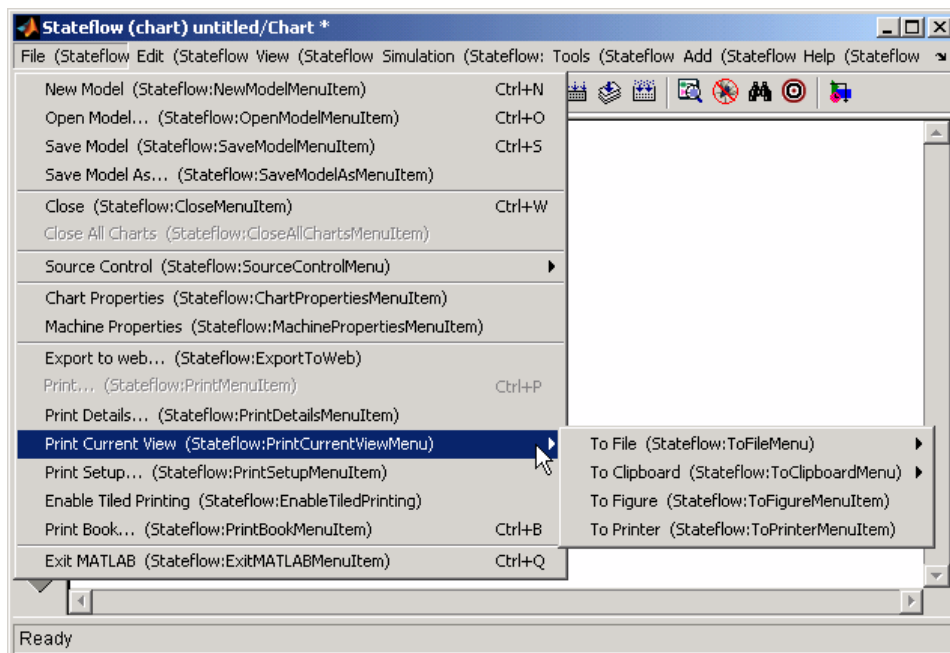 Stateflow (chart) untitled/Chart *
File (Stateflow Edit (Stateflow View (Stateflow Simulation (Stateflow: Tools (Stateflow Add (Stateflow Help (Stateflow
New Model (Stateflow:NewModelMenuItem) Ctrl+N
Open Model... (Stateflow:OpenModelMenuItem) Ctrl+O
Save Model (Stateflow:SaveModelMenuItem) Ctrl+S
Save Model As... (Stateflow:SaveModelAsMenuItem)
Close (Stateflow:CloseMenuItem) Ctrl+W
Close All Charts (Stateflow:CloseAllChartsMenuItem)
Source Control (Stateflow:SourceControlMenu)
Chart Properties (Stateflow:ChartPropertiesMenuItem)
Machine Properties (Stateflow:MachinePropertiesMenuItem)
Export to web... (Stateflow:ExportToWeb)
Print... (Stateflow:PrintMenuItem) Ctrl+P
Print Details... (Stateflow:PrintDetailsMenuItem)
Print Current View (Stateflow:PrintCurrentViewMenu)
To File (Stateflow:ToFileMenu)
Print Setup... (Stateflow:PrintSetupMenuItem)
To Clipboard (Stateflow:ToClipboardMenu)
Enable Tiled Printing (Stateflow:EnableTiledPrinting)
To Figure (Stateflow:ToFigureMenuItem)
Print Book... (Stateflow:PrintBookMenuItem) Ctrl+B
To Printer (Stateflow:ToPrinterMenuItem)
Exit MATLAB (Stateflow:ExitMATLABMenuItem) Ctrl+Q
Ready